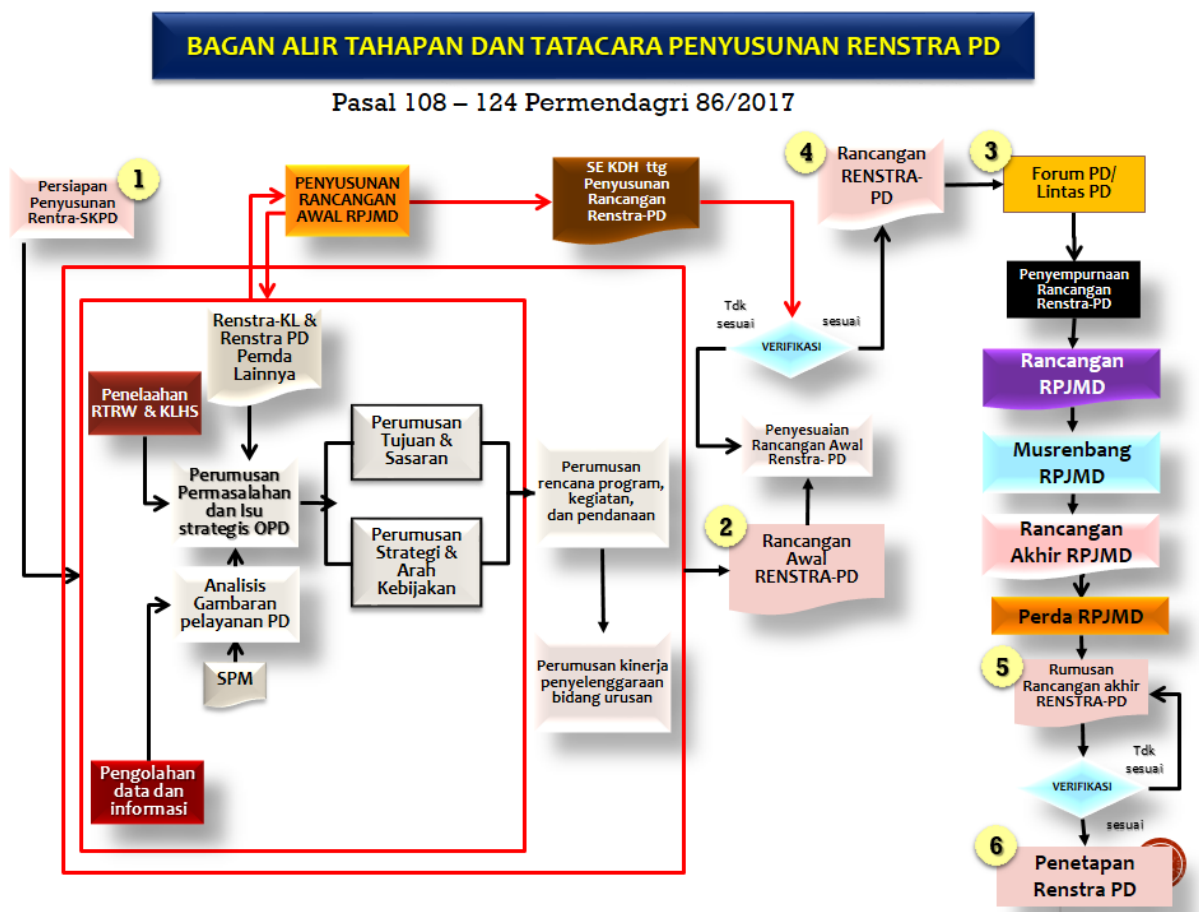 BAGAN ALIR TAHAPAN DAN TATACARA PENYUSUNAN RENSTRA PD
Pasal 108 – 124 Permendagri 86/2017
1
Persiapan
Penyusunan
Rentra-SKPD
PENYUSUNAN
RANCANGAN
AWAL RPJMD
SE KDH ttg
Penyusunan
Rancangan
Renstra-PD
4
Rancangan
RENSTRA-
PD
3
Forum PD/
Lintas PD
Penyempurnaan
Rancangan
Renstra-PD
Rancangan
RPJMD
Musrenbang
RPJMD
Rancangan
Akhir RPJMD
Perda RPJMD
5
Rumusan
Rancangan akhir
RENSTRA-PD
Tdk
sesuai
VERIFIKASI
sesuai
6
Penetapan
Renstra PD
Tdk
sesuai
sesuai
VERIFIKASI
Penyesuaian
Rancangan Awal
Renstra- PD
2
Rancangan
Awal
RENSTRA-PD
Renstra-KL &
Renstra PD
Pemda
Lainnya
Penelaahan
RTRW & KLHS
Perumusan
Permasalahan
dan Isu
strategis OPD
Analisis
Gambaran
pelayanan PD
SPM
Pengolahan
data dan
informasi
Perumusan
Tujuan &
Sasaran
Perumusan
Strategi &
Arah
Kebijakan
Perumusan
rencana program,
kegiatan,
dan pendanaan
Perumusan kinerja
penyelenggaraan
bidang urusan